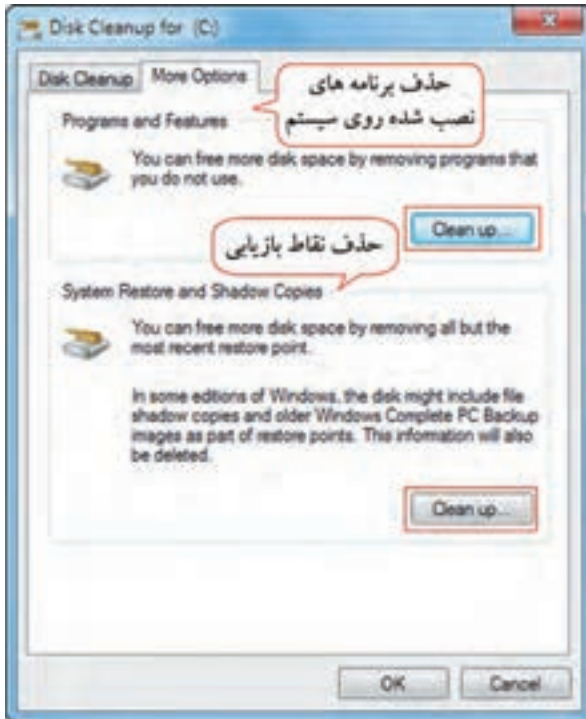 Disk Cleanup for (C:)
Disk Cleanup
More Options
حذف برنامه های
نصب شده روی سیستم
Programs and Features
You can free more disk space by removing programs that
you do not use.
Clean up...
حذف نقاط بازیابی
System Restore and Shadow Copies
You can free more disk space by removing all but the
most recent restore point.
In some editions of Windows, the disk might include file
shadow copies and older Windows Complete PC Backup
images as part of restore points. This information will also
be deleted.
Clean up...
OK
Cancel